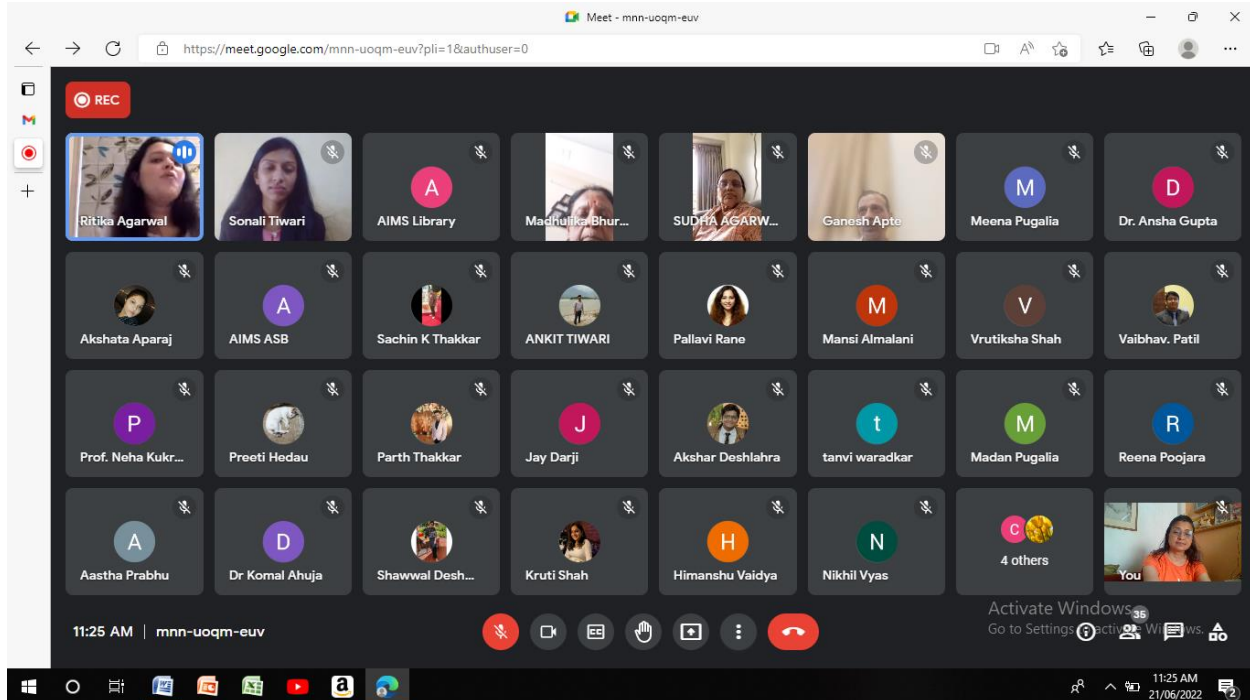 Meet - mnn-uoqm-euv
https://meet.google.com/mnn-uoqm-euv?pli=1&authuser=0
REC
Ritika Agarwal
Sonali Tiwari
A
AIMS Library
Madhulika Bhur...
SUDHA AGARW...
Ganesh Apte
M
Meena Pugalia
D
Dr. Ansha Gupta
Akshata Aparaj
A
AIMS ASB
Sachin K Thakkar
ANKIT TIWARI
Pallavi Rane
M
Mansi Almalani
V
Vrutiksha Shah
Vaibhav. Patil
P
Prof. Neha Kukr...
Preeti Hedau
Parth Thakkar
J
Jay Darji
Akshar Deshlahra
t
tanvi waradkar
M
Madan Pugalia
R
Reena Poojara
A
Aastha Prabhu
D
Dr Komal Ahuja
Shawwal Desh...
Kruti Shah
H
Himanshu Vaidya
N
Nikhil Vyas
C
4 others
You
11:25 AM | mnn-uoqm-euv
CC
Activate Windows
35
Go to Settings
11:25 AM
21/06/2022
2